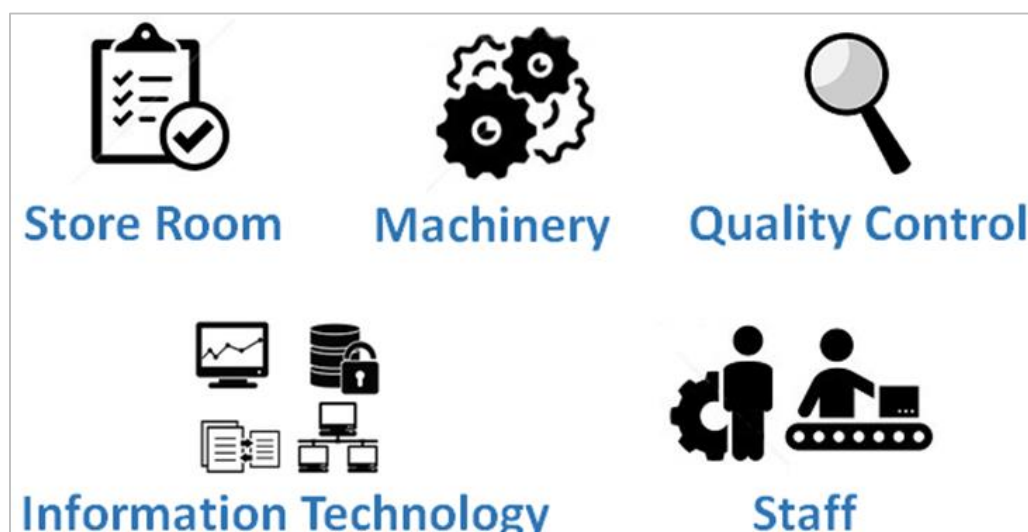 Store Room
Machinery
Quality Control
Information Technology
Staff